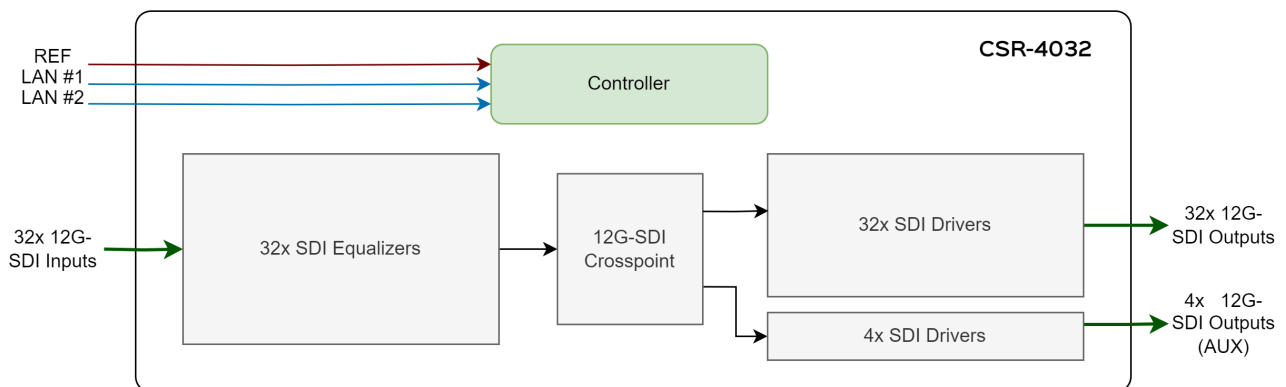 CSR-4032
REF
LAN #1
LAN #2
Controller
32x 12G-
SDI Inputs
32x SDI Equalizers
12G-SDI
Crosspoint
32x SDI Drivers
32x 12G-
SDI Outputs
4x SDI Drivers
4x 12G-
SDI Outputs
(AUX)